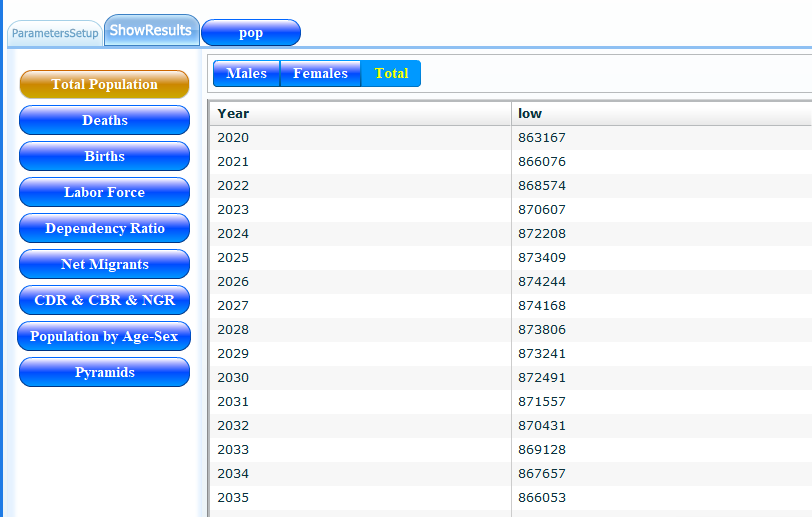 ParametersSetup ShowResults pop
Males Females Total
Total Population
Deaths
Births
Labor Force
Dependency Ratio
Net Migrants
CDR & CBR & NGR
Population by Age-Sex
Pyramids
Year low
2020 863167
2021 866076
2022 868574
2023 870607
2024 872208
2025 873409
2026 874244
2027 874168
2028 873806
2029 873241
2030 872491
2031 871557
2032 870431
2033 869128
2034 867657
2035 866053